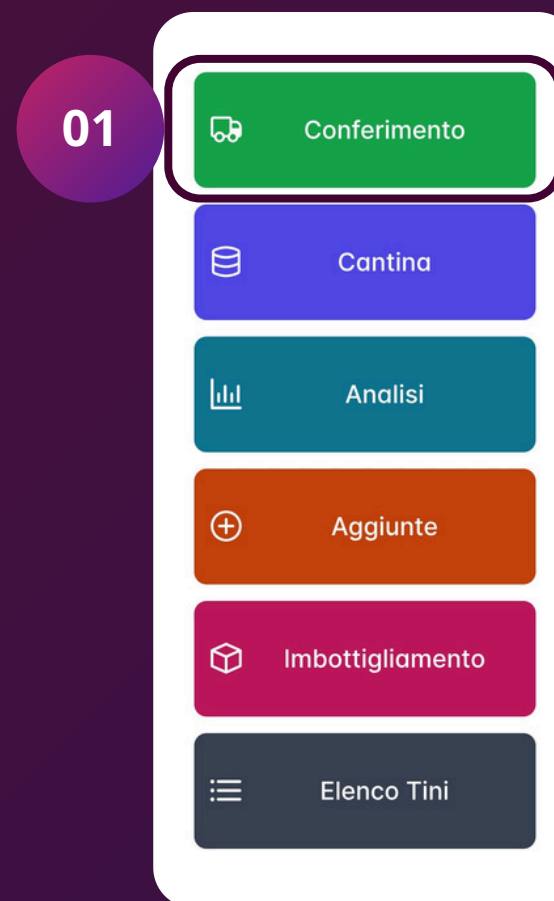 01
Conferimento
Cantina
Analisi
Aggiunte
Imbottigliamento
Elenco Tini